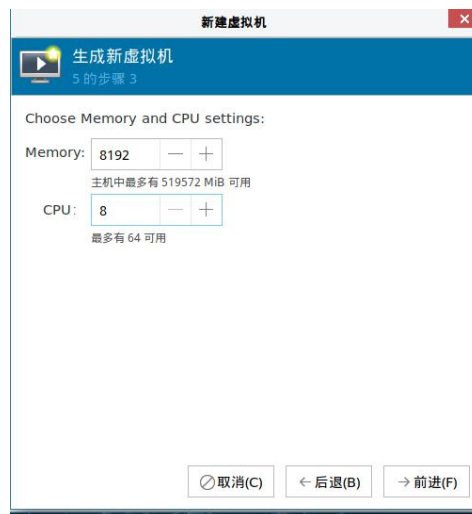 新建虚拟机
生成新虚拟机
5 的步骤 3
Choose Memory and CPU settings:
Memory: 8192
主机中最多有 519572 MiB 可用
CPU: 8
最多有 64 可用
取消(C) 后退(B) 前进(F)